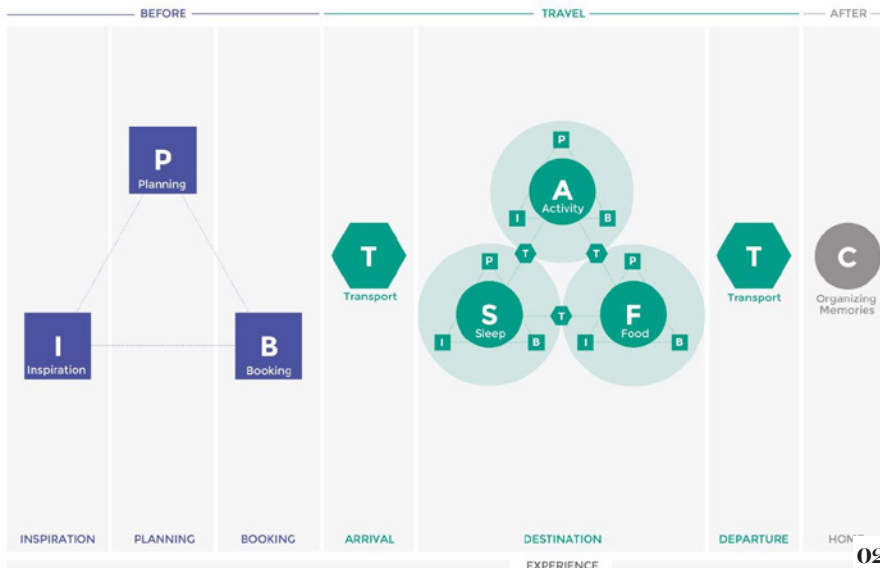 BEFORE
TRAVEL
AFTER
P
Planning
I
Inspiration
B
Booking
T
Transport
P
A
Activity
I
B
T
T
P
S
Sleep
I
B
T
P
F
Food
I
B
T
Transport
C
Organizing
Memories
INSPIRATION
PLANNING
BOOKING
ARRIVAL
DESTINATION
DEPARTURE
EXPERIENCE